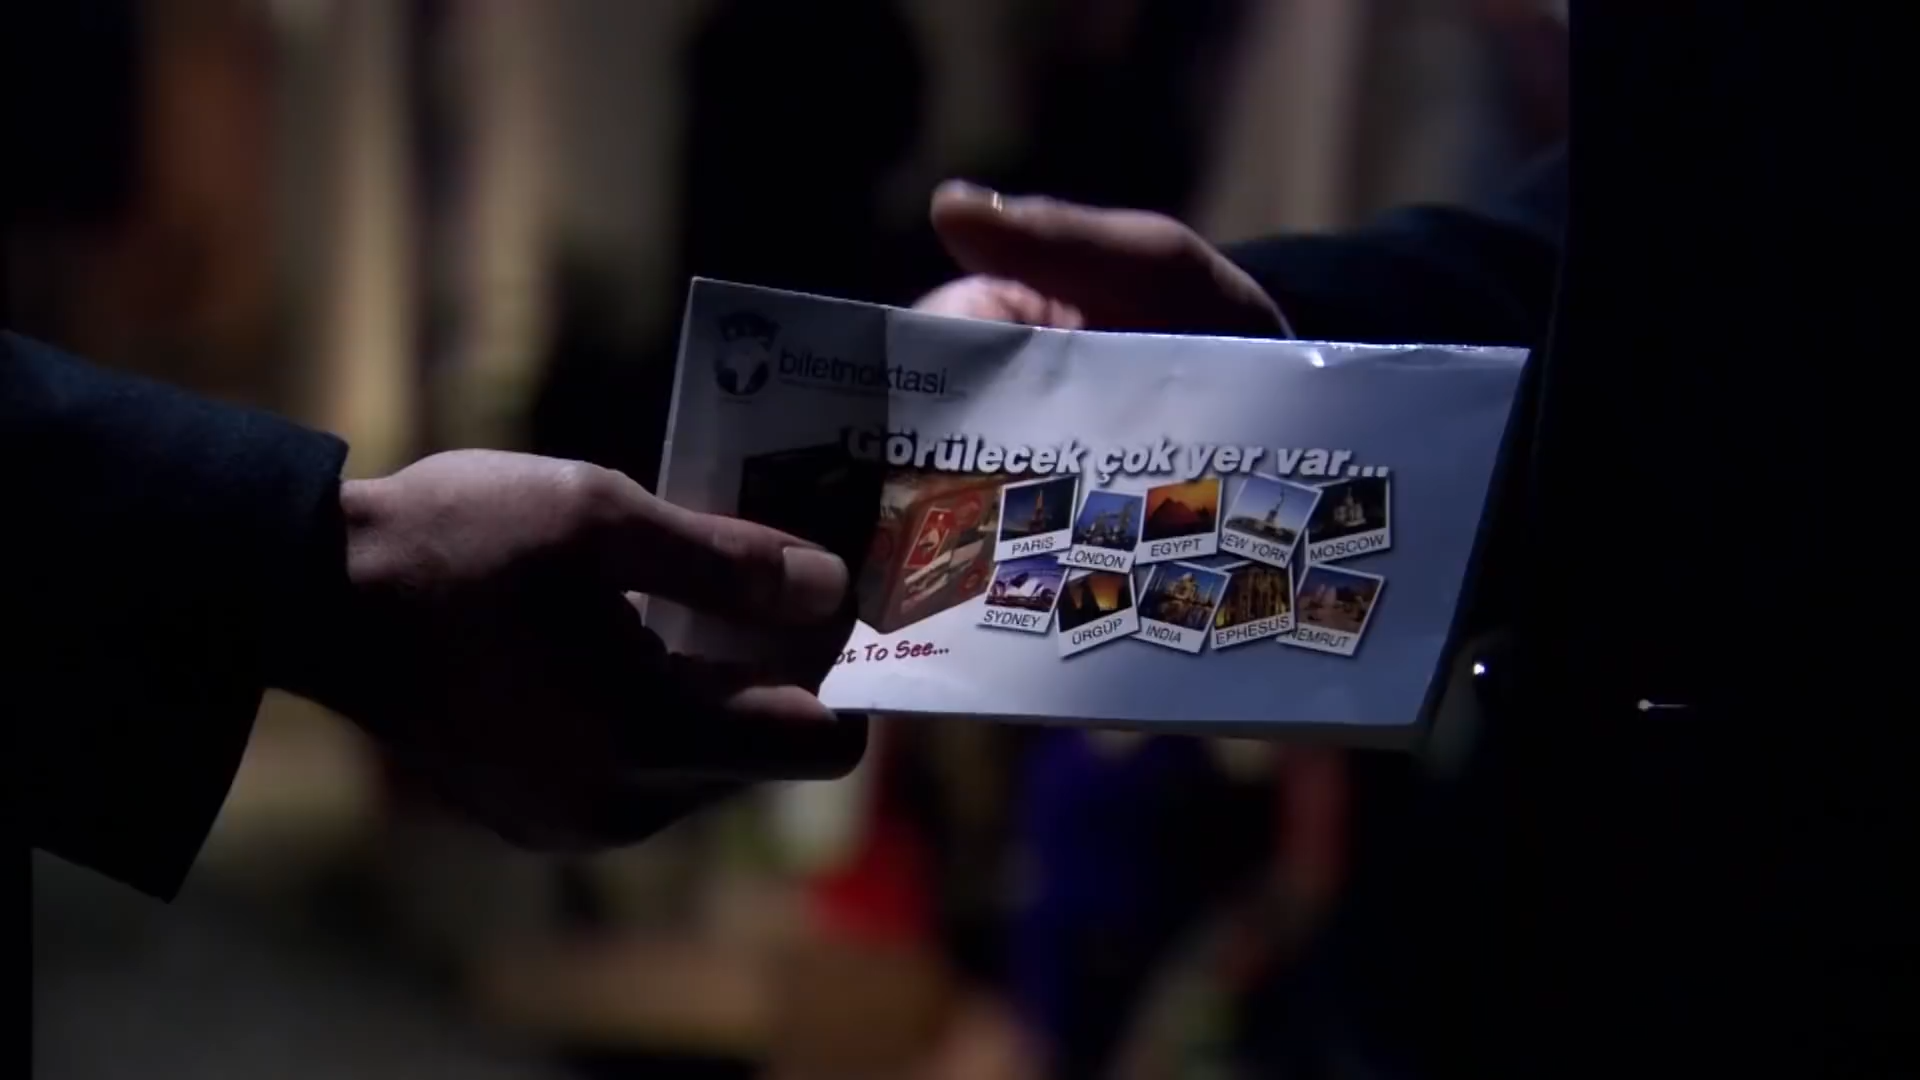 biletnoktasi
Görülecek çok yer var...
PARIS
LONDON
EGYPT
NEW YORK
MOSCOW
SYDNEY
ÜRGÜP
INDIA
EPHESUS
NEMRUT
To See...